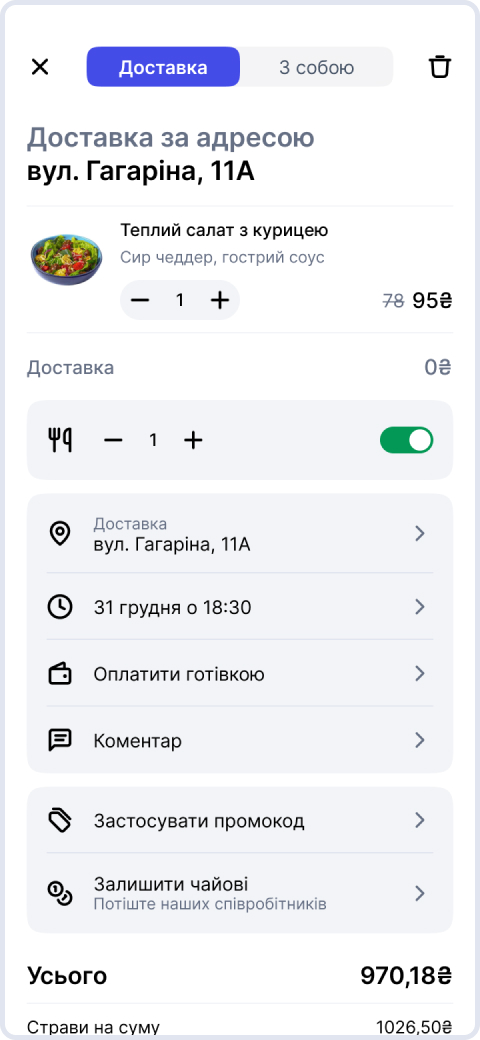 Доставка З собою
Доставка за адресою
вул. Гагаріна, 11А
Теплий салат з курицею
Сир чеддер, гострий соус
1 78 95₴
Доставка 0₴
1
Доставка
вул. Гагаріна, 11А
31 грудня о 18:30
Оплатити готівкою
Коментар
Застосувати промокод
Залишити чайові
Потіште наших співробітників
Усього 970,18₴
Страви на суму 1026,50₴